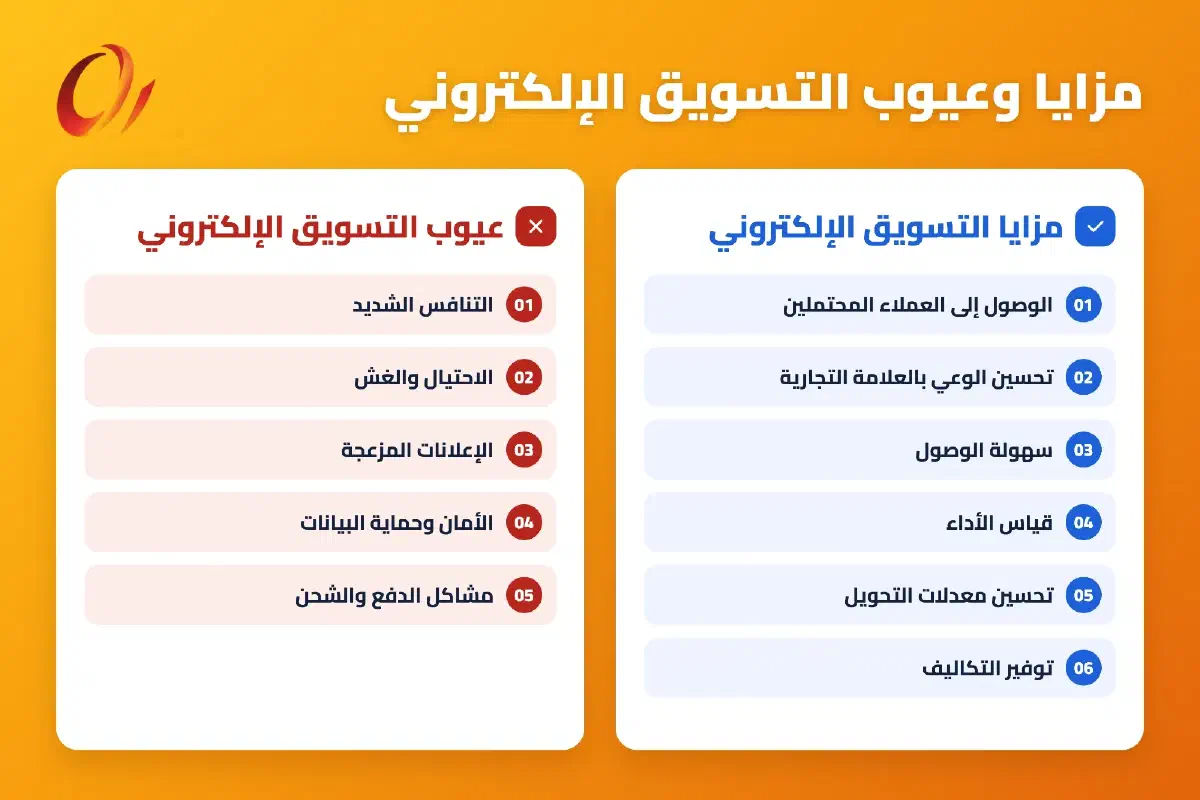 مزايا وعيوب التسويق الإلكتروني
مزايا التسويق الإلكتروني
01 الوصول إلى العملاء المحتملين
02 تحسين الوعي بالعلامة التجارية
03 سهولة الوصول
04 قياس الأداء
05 تحسين معدلات التحويل
06 توفير التكاليف
عيوب التسويق الإلكتروني
01 التنافس الشديد
02 الاحتيال والغش
03 الإعلانات المزعجة
04 الأمان وحماية البيانات
05 مشاكل الدفع والشحن